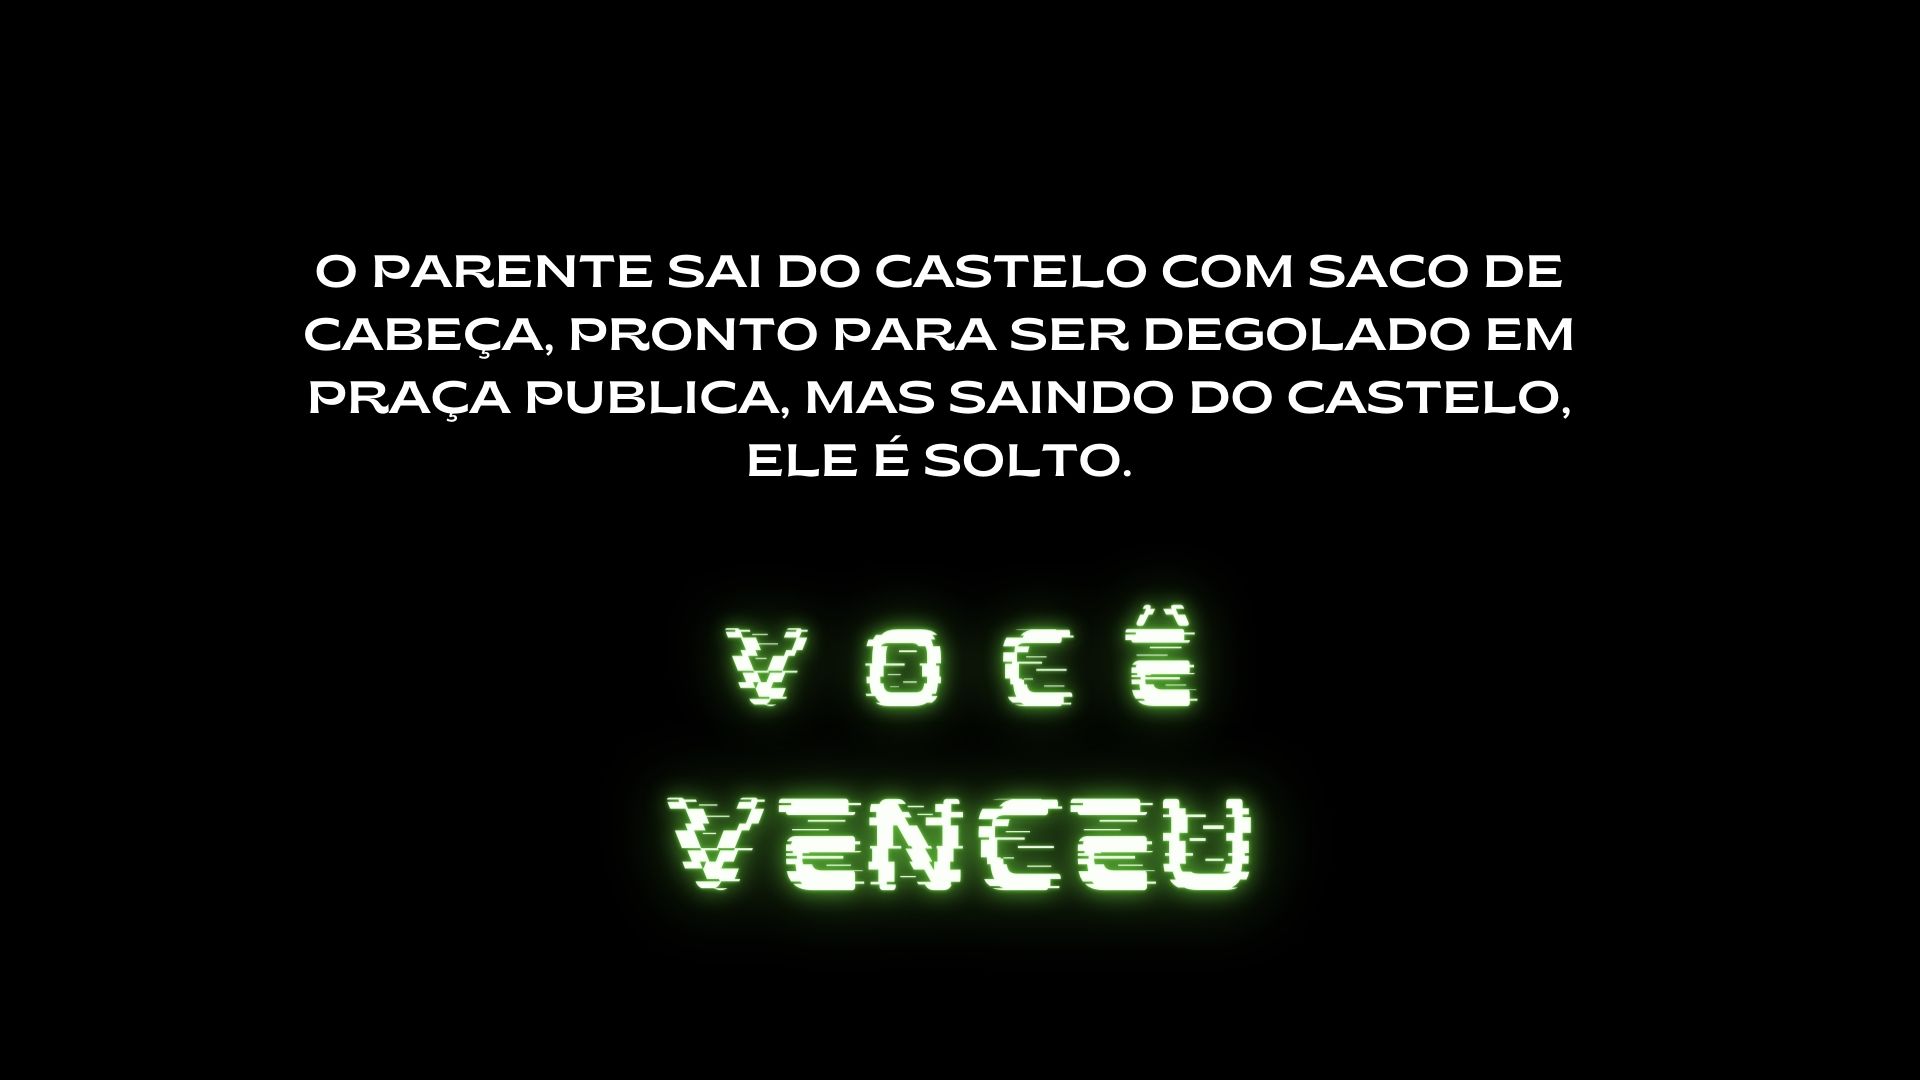 O PARENTE SAI DO CASTELO COM SACO DE
CABEÇA, PRONTO PARA SER DEGOLADO EM
PRAÇA PUBLICA, MAS SAINDO DO CASTELO,
ELE É SOLTO.
VOCÊ
VENCEU